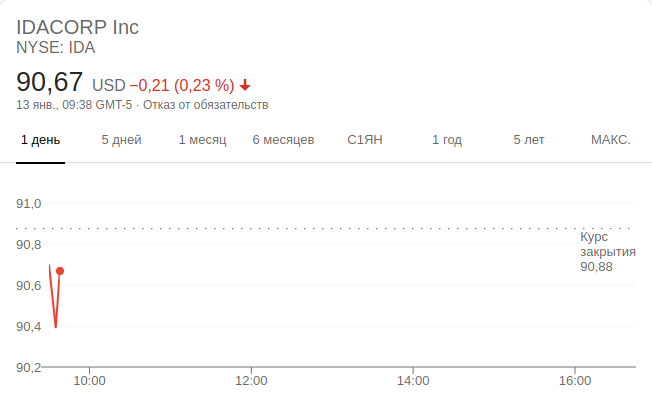 IDACORP Inc
NYSE: IDA
90,67 USD −0,21 (0,23 %)
13 янв., 09:38 GMT-5 · Отказ от обязательств
1 день 5 дней 1 месяц 6 месяцев С1ЯН 1 год 5 лет МАКС.
91,0
Курс
закрытия
90,88
90,8
90,6
90,4
90,2
10:00 12:00 14:00 16:00